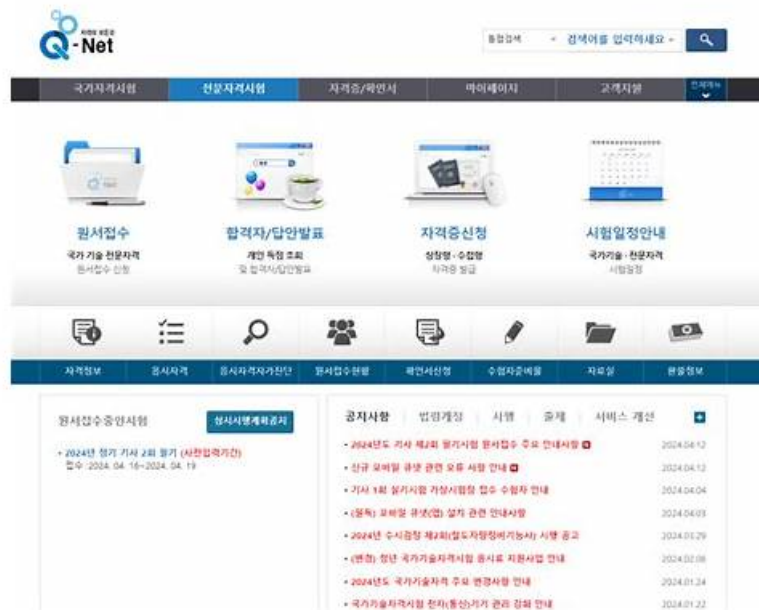 자격의 모든것
Q-Net
통합검색
검색어를 입력하세요
국가자격시험 전문자격시험 자격증/확인서 마이페이지 고객지원 전체메뉴
원서접수 합격자/답안발표 자격증신청 시험일정안내
국가 기술·전문자격 개인 득점 조회 상장형·수첩형 국가기술·전문자격
원서접수 신청 및 합격자/답안발표 자격증 발급 시험일정
자격정보 응시자격 응시자격자가진단 원서접수현황 확인서신청 수험자준비물 자료실 환불정보
원서접수중인시험 상시시행계획공지
• 2024년 정기 기사 2회 필기 (사전입력기간)
접수 : 2024. 04. 16~2024. 04. 19
공지사항 법령개정 시행 출제 서비스 개선
• 2024년도 기사 제2회 필기시험 원서접수 주요 안내사항 N 2024.04.12
• 신규 모바일 큐넷 관련 오류 사항 안내 N 2024.04.12
• 기사 1회 실기시험 가상시험장 접수 수험자 안내 2024.04.04
• (필독) 모바일 큐넷(앱) 설치 관련 안내사항 2024.04.03
• 2024년 수시검정 제2회(철도차량정비기능사) 시행 공고 2024.03.29
• (변경) 청년 국가기술자격시험 응시료 지원사업 안내 2024.02.08
• 2024년도 국가기술자격 주요 변경사항 안내 2024.01.24
• 국가기술자격시험 전자(통신)기기 관리 강화 안내 2024.01.22